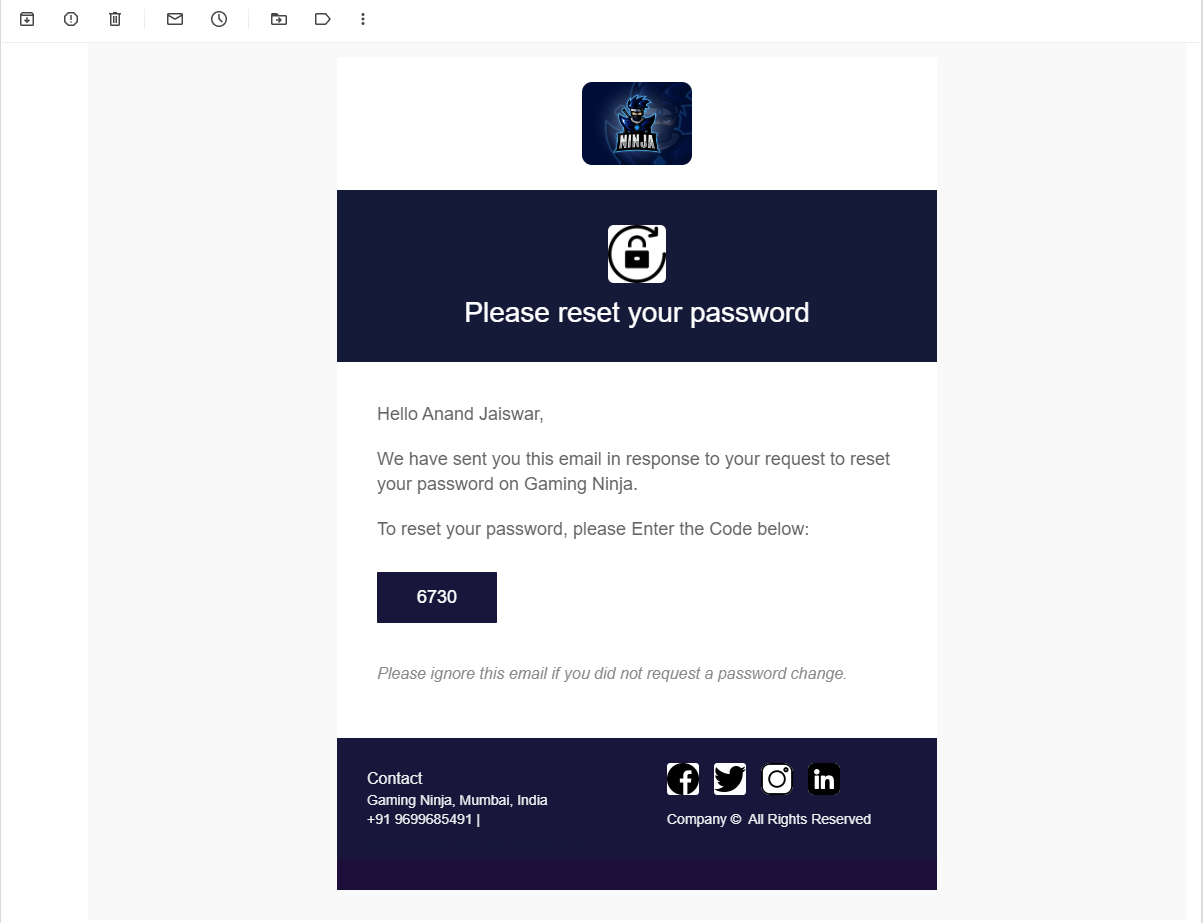 NINJA
Please reset your password
Hello Anand Jaiswar,
We have sent you this email in response to your request to reset
your password on Gaming Ninja.
To reset your password, please Enter the Code below:
6730
Please ignore this email if you did not request a password change.
Contact
Gaming Ninja, Mumbai, India
+91 9699685491 |
Company © All Rights Reserved